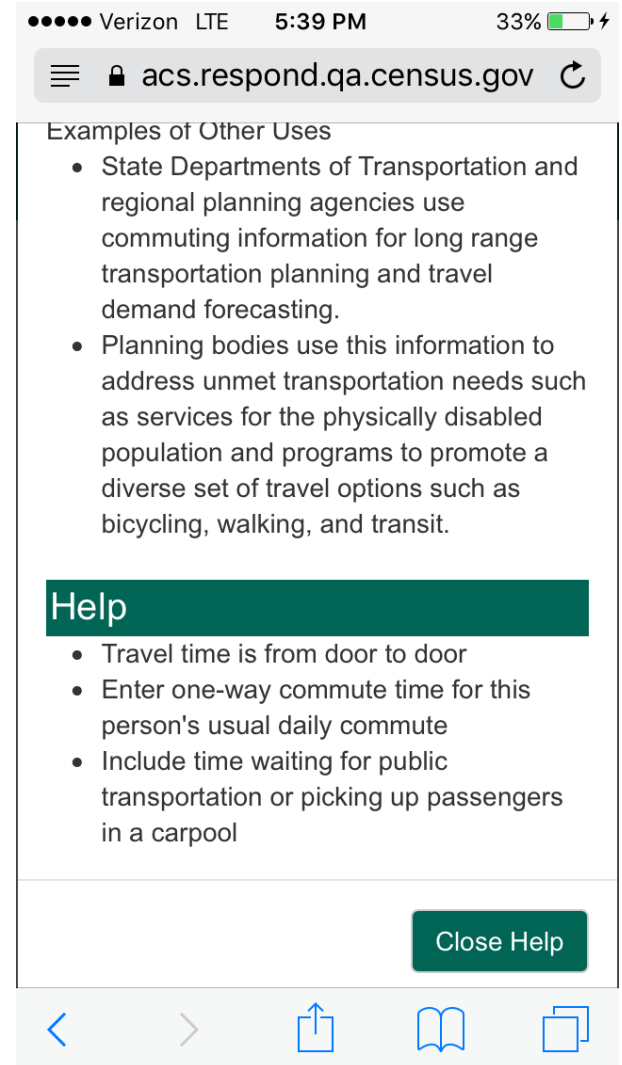 Verizon LTE 5:39 PM 33%
acs.respond.qa.census.gov
Examples of Other Uses
• State Departments of Transportation and
regional planning agencies use
commuting information for long range
transportation planning and travel
demand forecasting.
• Planning bodies use this information to
address unmet transportation needs such
as services for the physically disabled
population and programs to promote a
diverse set of travel options such as
bicycling, walking, and transit.
Help
• Travel time is from door to door
• Enter one-way commute time for this
person's usual daily commute
• Include time waiting for public
transportation or picking up passengers
in a carpool
Close Help